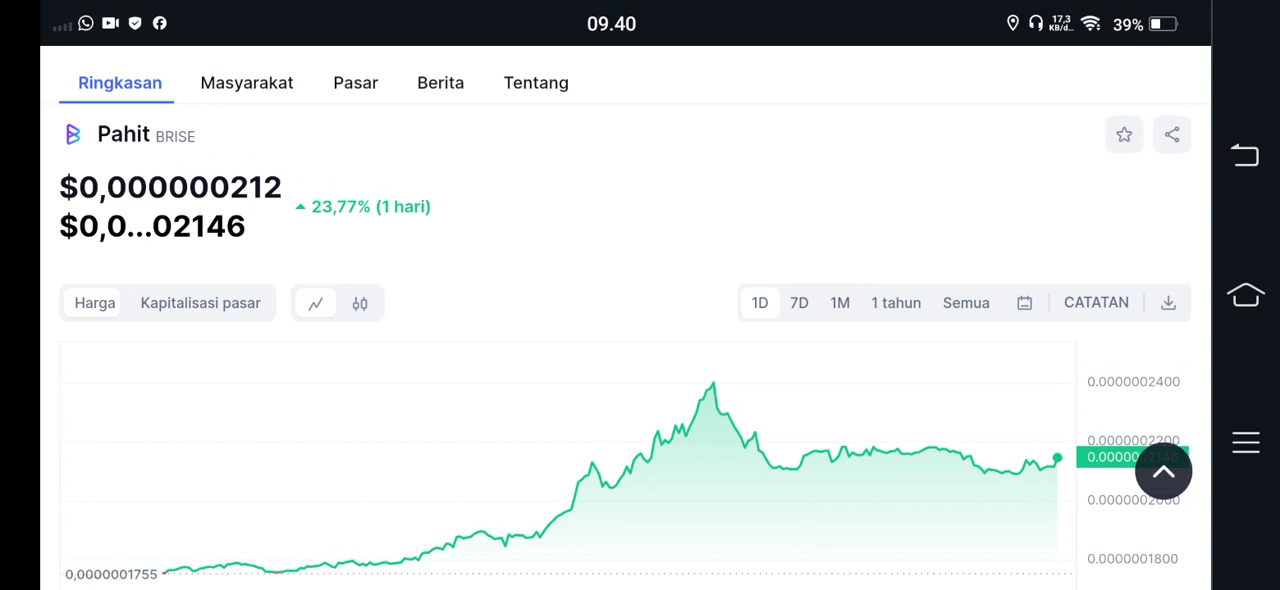 09.40
17,3
KB/d...
39%
Ringkasan Masyarakat Pasar Berita Tentang
Pahit BRISE
$0,000000212
$0,0...02146
23,77% (1 hari)
Harga Kapitalisasi pasar
1D 7D 1M 1 tahun Semua CATATAN
0.0000002400
0.0000002200
0.0000002146
0.0000002000
0.0000001800
0,0000001755